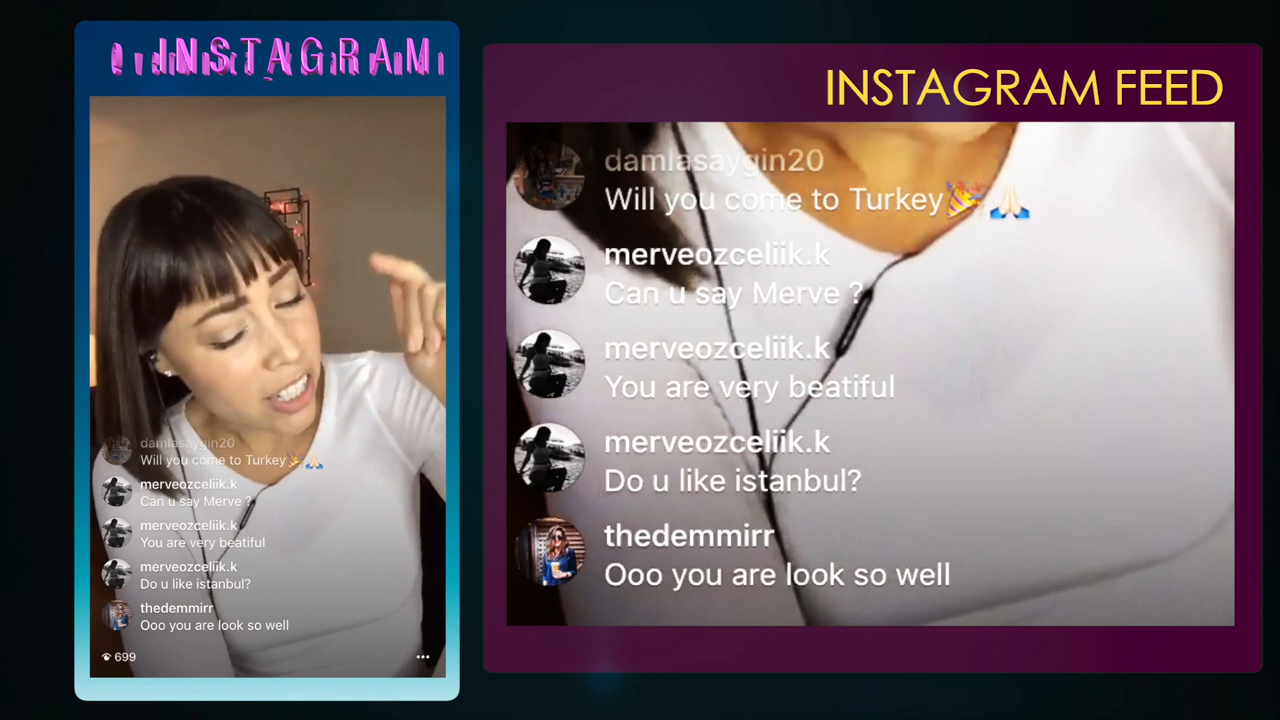 INSTAGRAM
damlasaygin20
Will you come to Turkey🎉🙏🏻
merveozceliik.k
Can u say Merve ?
merveozceliik.k
You are very beatiful
merveozceliik.k
Do u like istanbul?
thedemmirr
Ooo you are look so well
699
INSTAGRAM FEED
damlasaygin20
Will you come to Turkey🎉🙏🏻
merveozceliik.k
Can u say Merve ?
merveozceliik.k
You are very beatiful
merveozceliik.k
Do u like istanbul?
thedemmirr
Ooo you are look so well